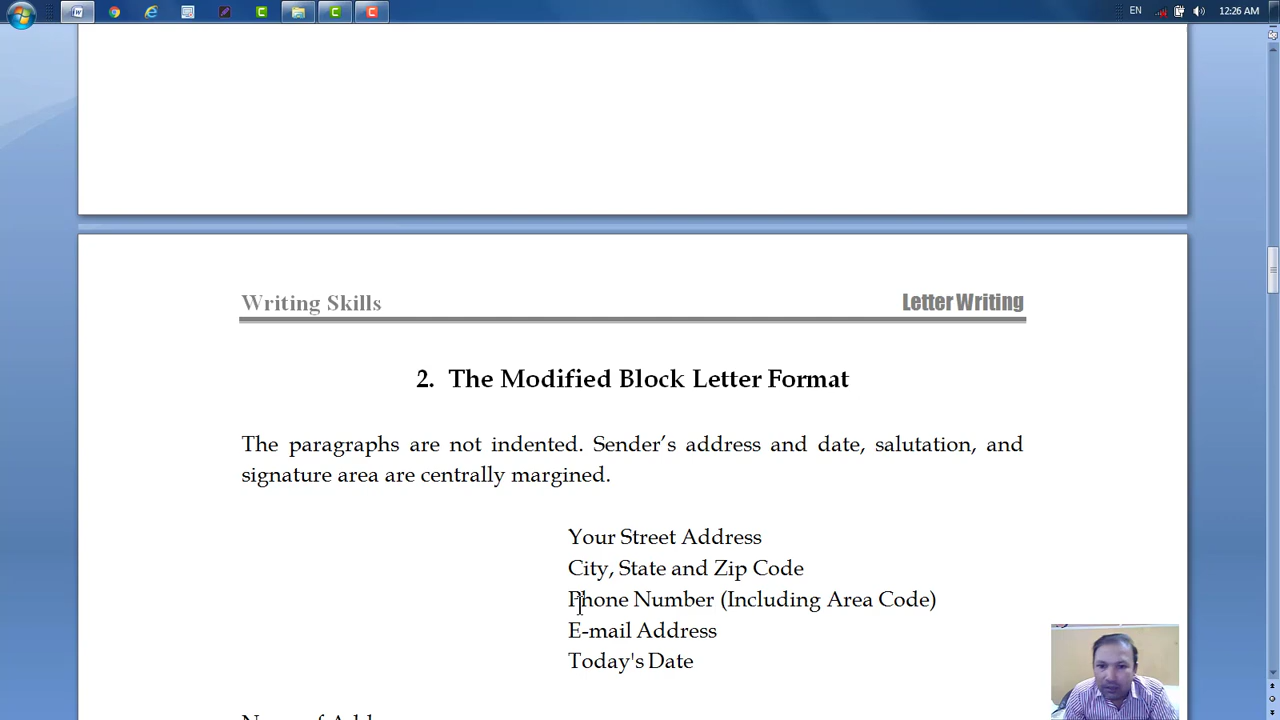 EN
12:26 AM
Writing Skills
Letter Writing
2. The Modified Block Letter Format
The paragraphs are not indented. Sender’s address and date, salutation, and
signature area are centrally margined.
Your Street Address
City, State and Zip Code
Phone Number (Including Area Code)
E-mail Address
Today's Date